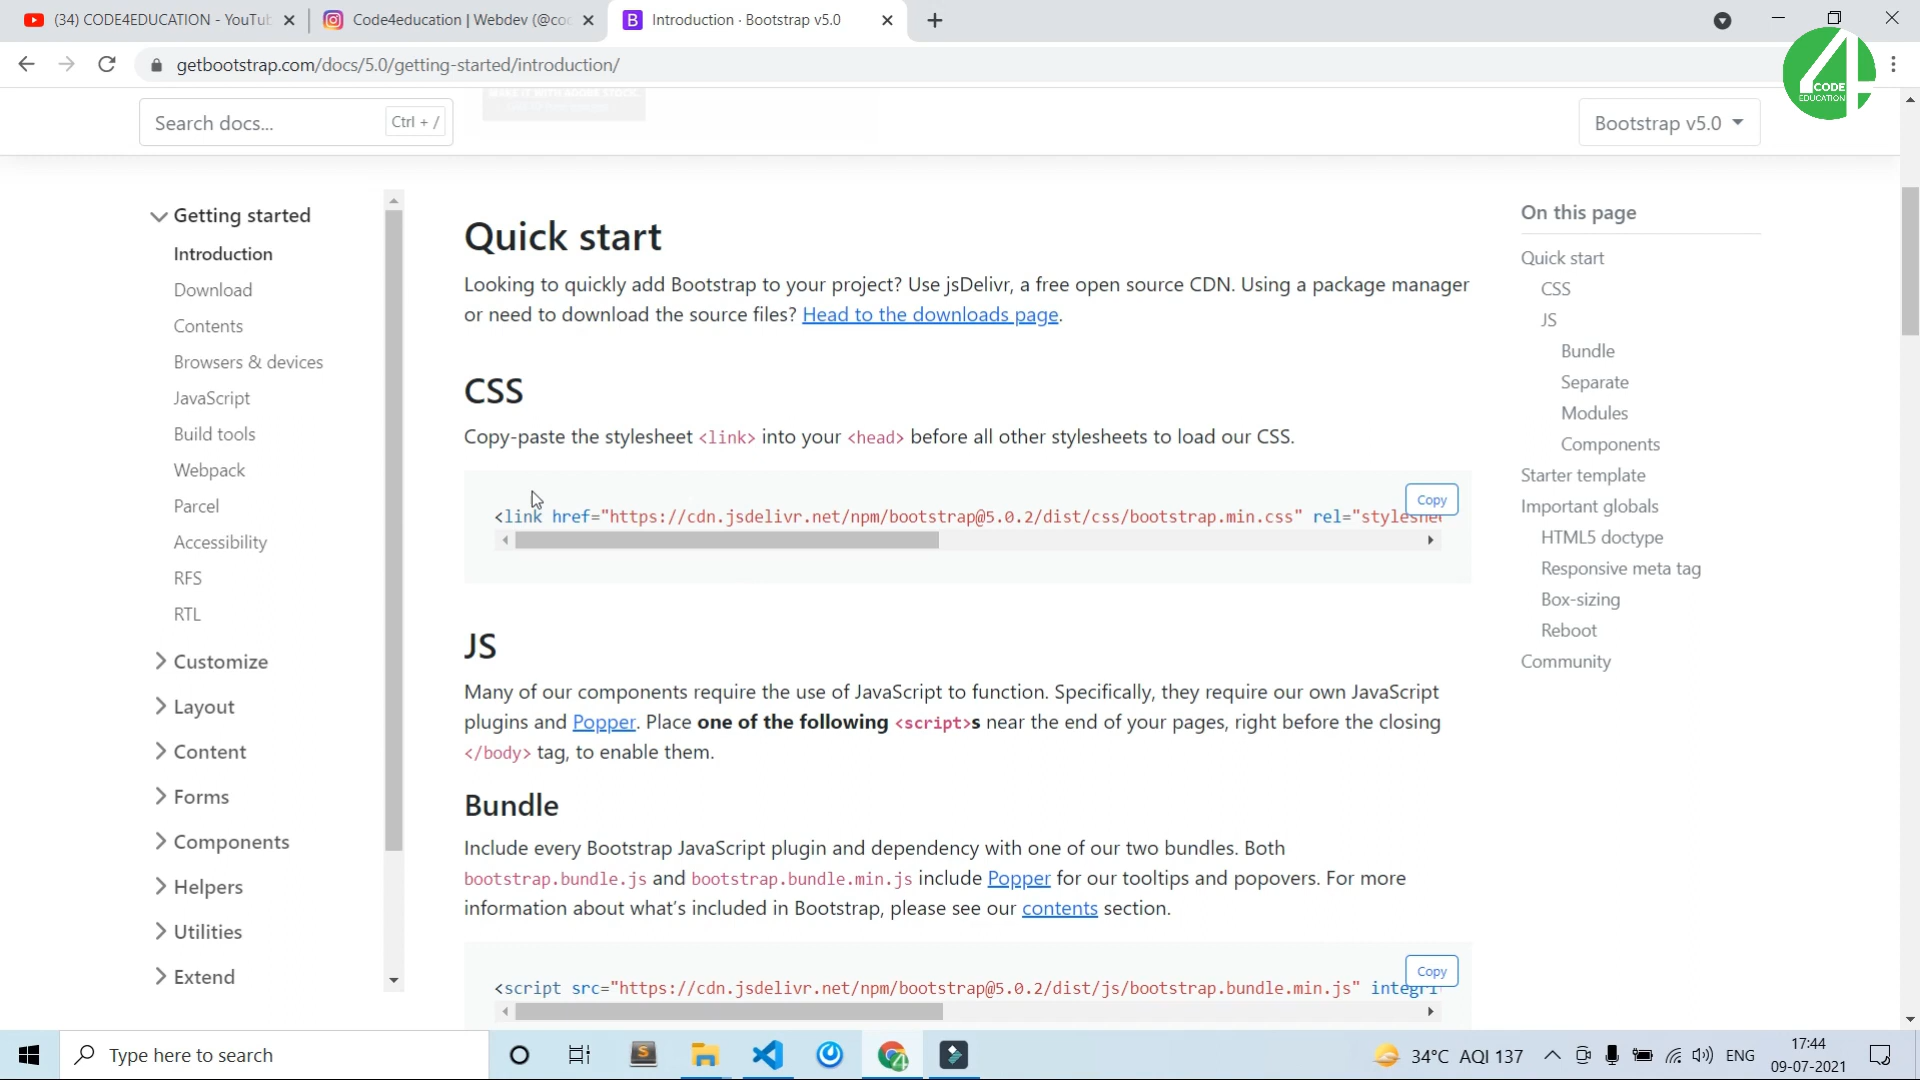 (34) CODE4EDUCATION - YouTub
Code4education | Webdev (@cod
Introduction · Bootstrap v5.0
getbootstrap.com/docs/5.0/getting-started/introduction/
CODE
EDUCATION
Search docs...
Ctrl + /
MAKE IT WITH ADOBE STOCK.
Bootstrap v5.0
Getting started
Introduction
Download
Contents
Browsers & devices
JavaScript
Build tools
Webpack
Parcel
Accessibility
RFS
RTL
Customize
Layout
Content
Forms
Components
Helpers
Utilities
Extend
Quick start
Looking to quickly add Bootstrap to your project? Use jsDelivr, a free open source CDN. Using a package manager
or need to download the source files? Head to the downloads page.
CSS
Copy-paste the stylesheet <link> into your <head> before all other stylesheets to load our CSS.
Copy
<link href="https://cdn.jsdelivr.net/npm/bootstrap@5.0.2/dist/css/bootstrap.min.css" rel="styleshe
JS
Many of our components require the use of JavaScript to function. Specifically, they require our own JavaScript
plugins and Popper. Place one of the following <script>s near the end of your pages, right before the closing
</body> tag, to enable them.
Bundle
Include every Bootstrap JavaScript plugin and dependency with one of our two bundles. Both
bootstrap.bundle.js and bootstrap.bundle.min.js include Popper for our tooltips and popovers. For more
information about what's included in Bootstrap, please see our contents section.
Copy
<script src="https://cdn.jsdelivr.net/npm/bootstrap@5.0.2/dist/js/bootstrap.bundle.min.js" integri
On this page
Quick start
CSS
JS
Bundle
Separate
Modules
Components
Starter template
Important globals
HTML5 doctype
Responsive meta tag
Box-sizing
Reboot
Community
Type here to search
34°C AQI 137
ENG
17:44
09-07-2021